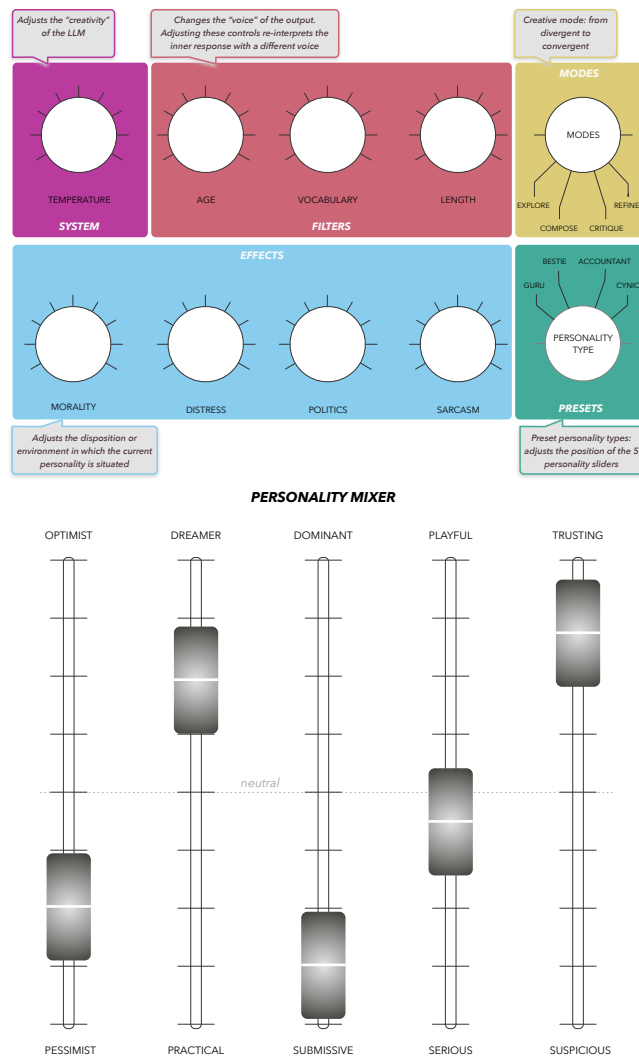 Adjusts the “creativity”
of the LLM
Changes the “voice” of the output.
Adjusting these controls re-interprets the
inner response with a different voice
Creative mode: from
divergent to
convergent
MODES
MODES
EXPLORE
REFINE
COMPOSE
CRITIQUE
TEMPERATURE
AGE
VOCABULARY
LENGTH
SYSTEM
FILTERS
EFFECTS
BESTIE
ACCOUNTANT
GURU
CYNIC
PERSONALITY
TYPE
MORALITY
DISTRESS
POLITICS
SARCASM
PRESETS
Adjusts the disposition or
environment in which the current
personality is situated
Preset personality types:
adjusts the position of the 5
personality sliders
PERSONALITY MIXER
OPTIMIST
DREAMER
DOMINANT
PLAYFUL
TRUSTING
neutral
PESSIMIST
PRACTICAL
SUBMISSIVE
SERIOUS
SUSPICIOUS